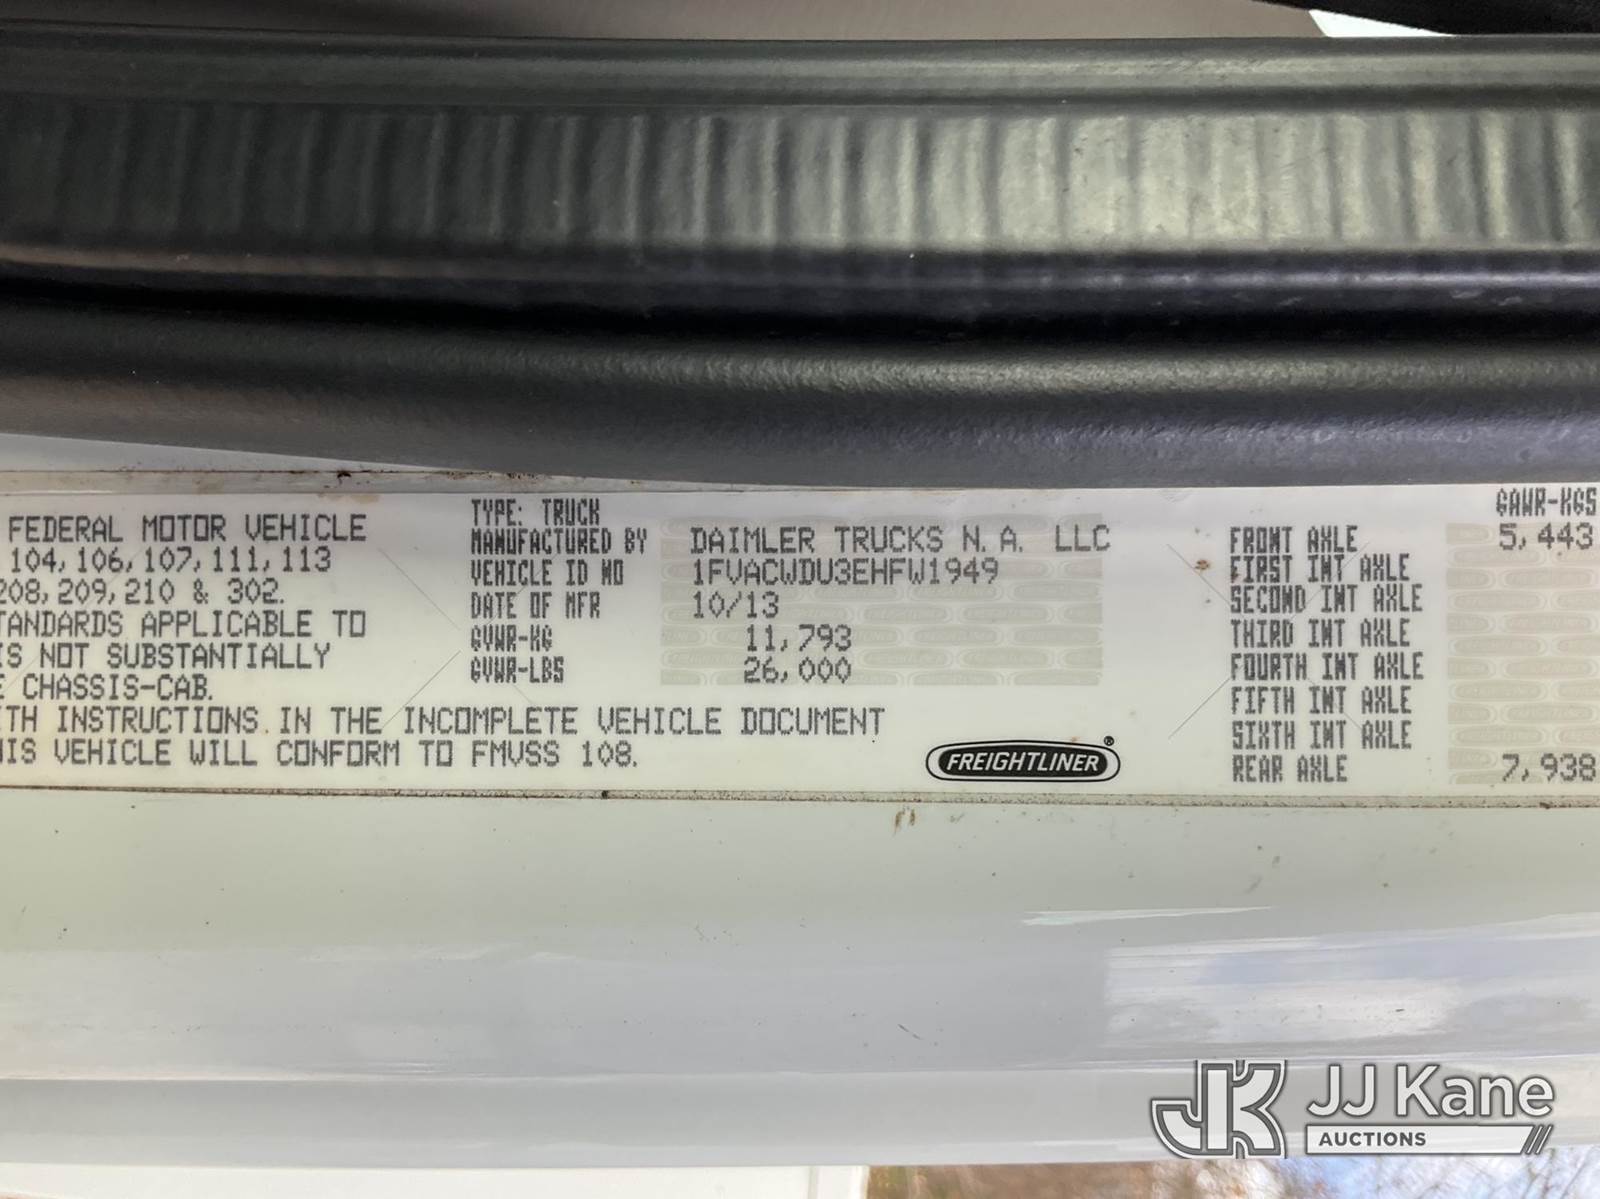 FEDERAL MOTOR VEHICLE
104, 106, 107, 111, 113
208, 209, 210 & 302.
TANDARDS APPLICABLE TO
IS NOT SUBSTANTIALLY
E CHASSIS-CAB.
ITH INSTRUCTIONS IN THE INCOMPLETE VEHICLE DOCUMENT
HIS VEHICLE WILL CONFORM TO FMVSS 108.
TYPE: TRUCK
MANUFACTURED BY DAIMLER TRUCKS N. A. LLC
VEHICLE ID NO 1FVACWDU3EHFW1949
DATE OF MFR 10/13
GVWR-KG 11,793
GVWR-LBS 26,000
FREIGHTLINER®
GAWR-KGS
FRONT AXLE 5,443
FIRST INT AXLE
SECOND INT AXLE
THIRD INT AXLE
FOURTH INT AXLE
FIFTH INT AXLE
SIXTH INT AXLE
REAR AXLE 7,938
JK JJ Kane
AUCTIONS